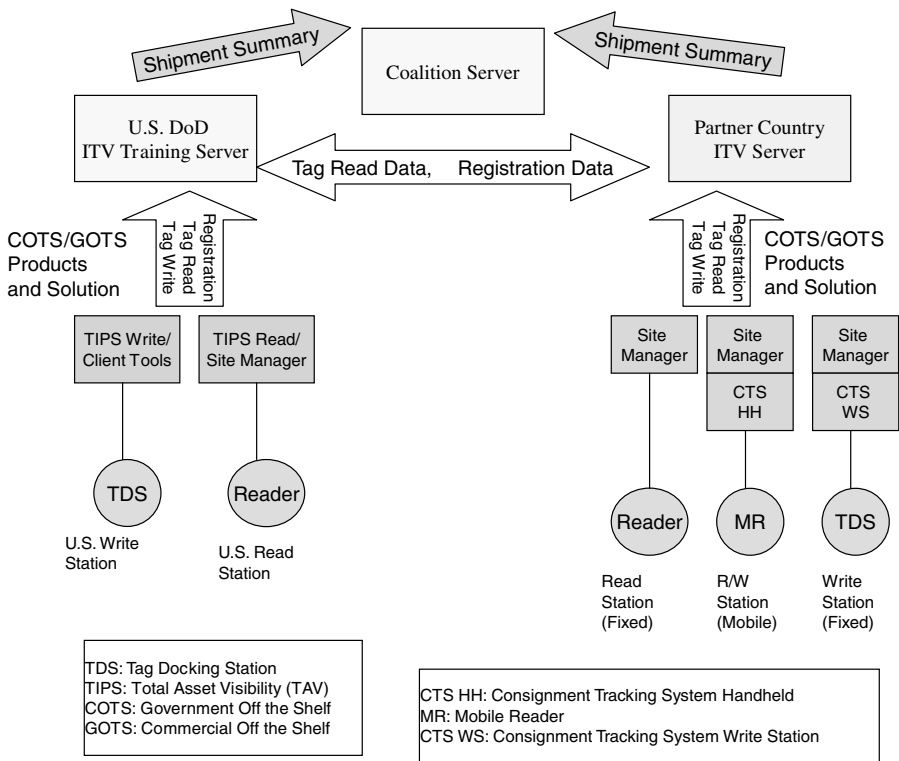 Shipment Summary
Coalition Server
Shipment Summary
U.S. DoD
ITV Training Server
Partner Country
ITV Server
Tag Read Data, Registration Data
COTS/GOTS
Products
and Solution
Registration
Tag Read
Tag Write
Registration
Tag Read
Tag Write
COTS/GOTS
Products
and Solution
TIPS Write/
Client Tools
TIPS Read/
Site Manager
Site
Manager
Site
Manager
CTS
HH
Site
Manager
CTS
WS
TDS
Reader
Reader
MR
TDS
U.S. Write
Station
U.S. Read
Station
Read
Station
(Fixed)
R/W
Station
(Mobile)
Write
Station
(Fixed)
TDS: Tag Docking Station
TIPS: Total Asset Visibility (TAV)
COTS: Government Off the Shelf
GOTS: Commercial Off the Shelf
CTS HH: Consignment Tracking System Handheld
MR: Mobile Reader
CTS WS: Consignment Tracking System Write Station